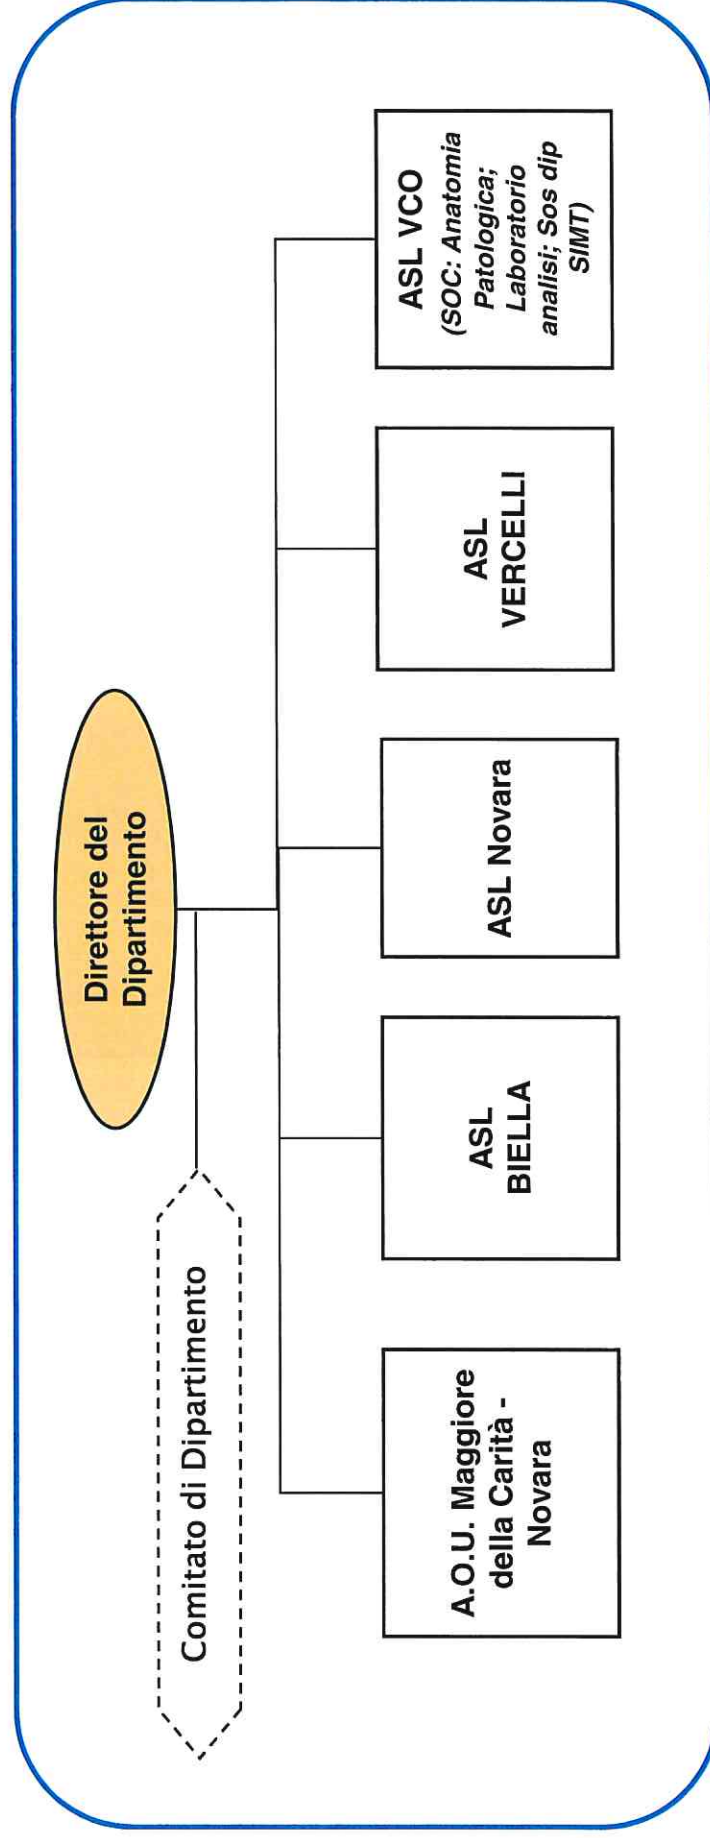 Direttore del
Dipartimento
Comitato di Dipartimento
A.O.U. Maggiore
della Carità -
Novara
ASL
BIELLA
ASL Novara
ASL
VERCELLI
ASL VCO
(SOC: Anatomia
Patologica;
Laboratorio
analisi; Sos dip
SIMT)